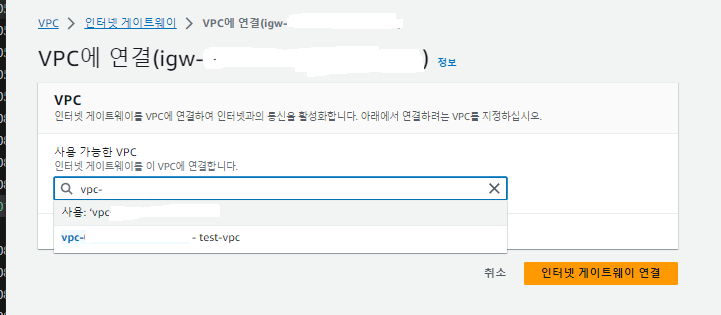 VPC > 인터넷 게이트웨이 > VPC에 연결(igw-
VPC에 연결(igw- ) 정보
VPC
인터넷 게이트웨이를 VPC에 연결하여 인터넷과의 통신을 활성화합니다. 아래에서 연결하려는 VPC를 지정하십시오.
사용 가능한 VPC
인터넷 게이트웨이를 이 VPC에 연결합니다.
vpc-
사용: 'vpc
vpc- - test-vpc
취소 인터넷 게이트웨이 연결